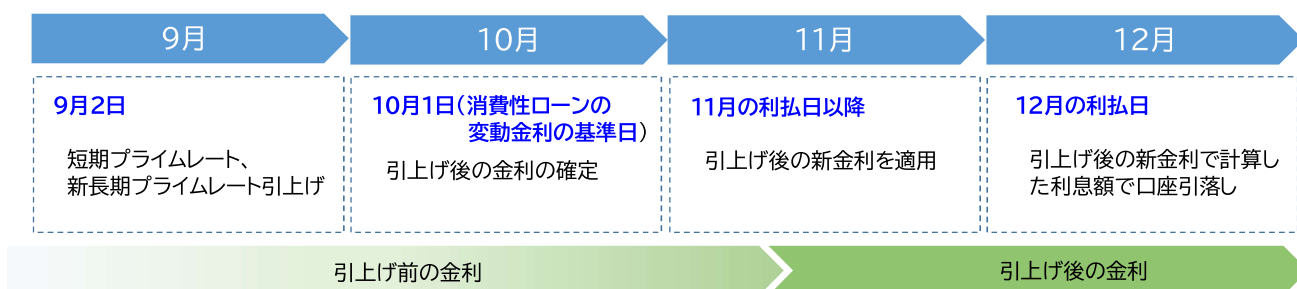 9月
10月
11月
12月
9月2日
短期プライムレート、
新長期プライムレート引上げ
10月1日(消費性ローンの
変動金利の基準日)
引上げ後の金利の確定
11月の利払日以降
引上げ後の新金利を適用
12月の利払日
引上げ後の新金利で計算し
た利息額で口座引落し
引上げ前の金利
引上げ後の金利